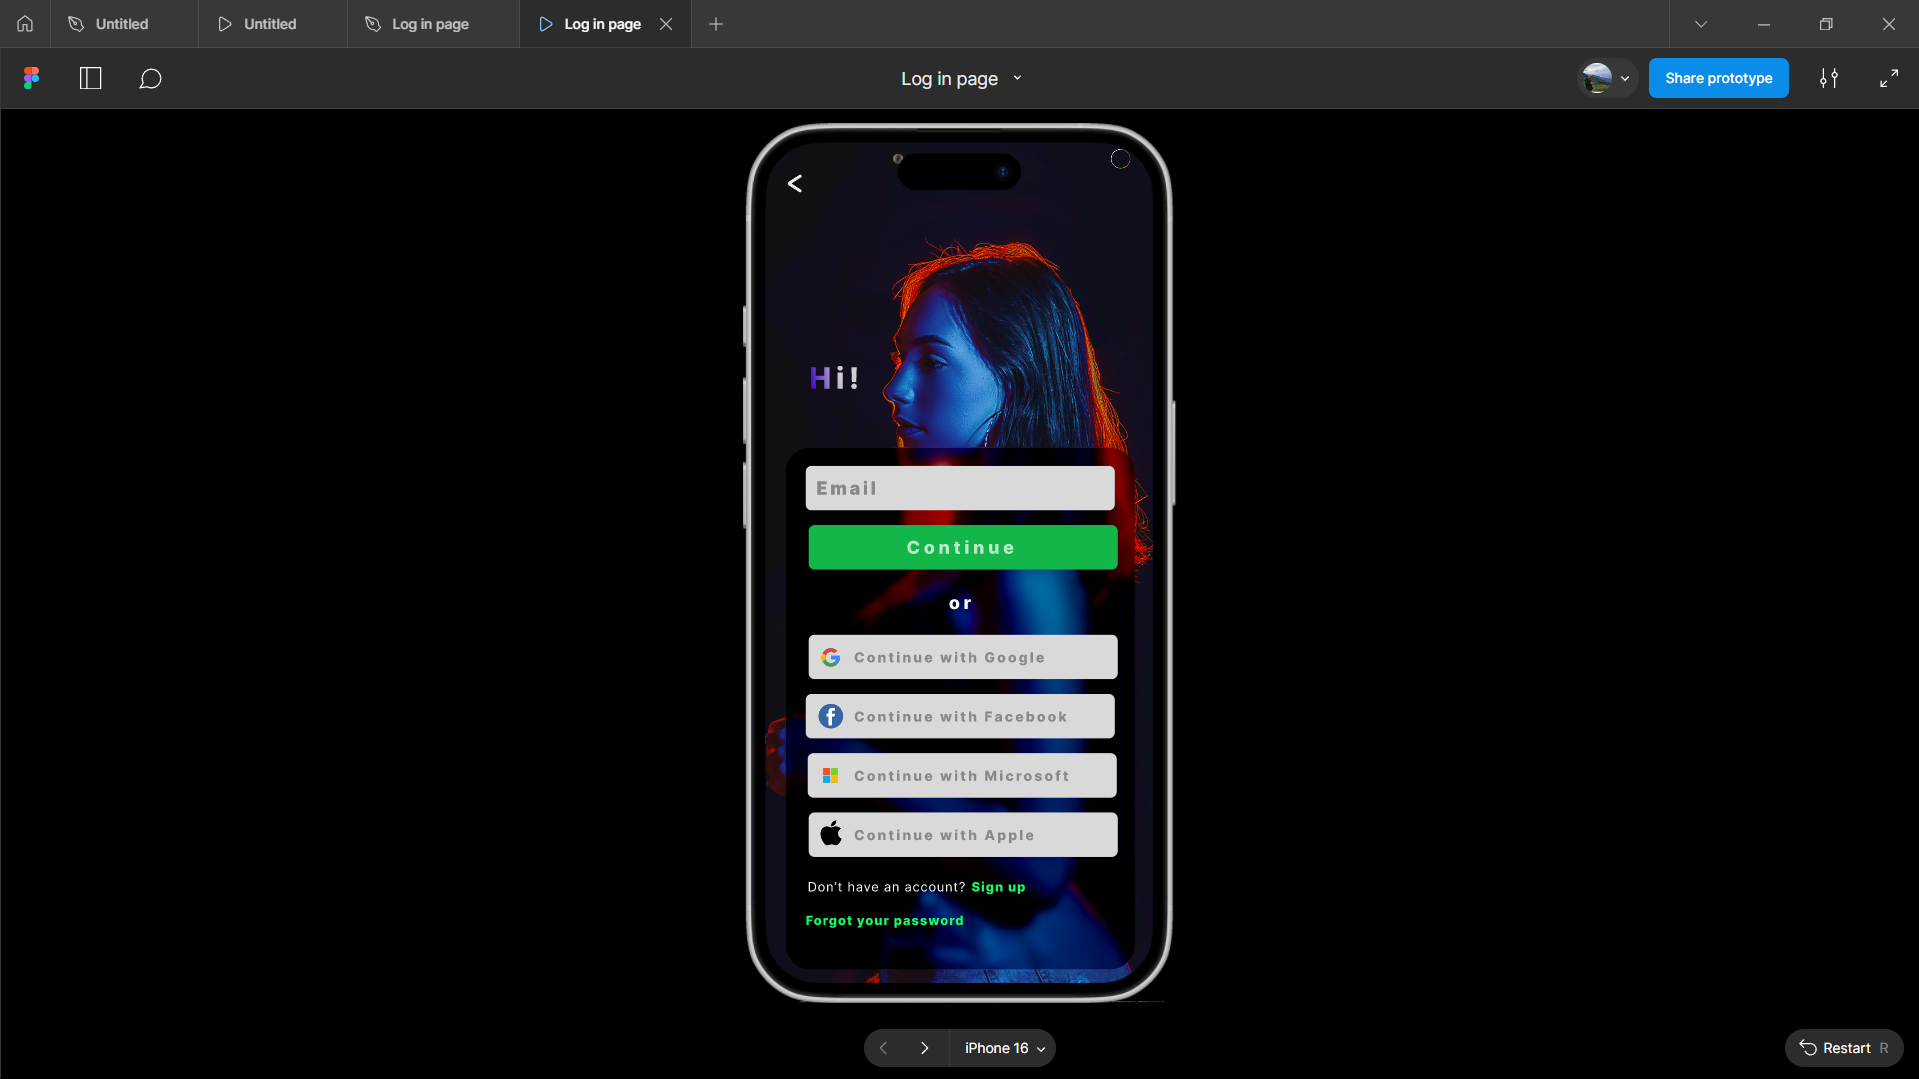 Untitled
Untitled
Log in page
Log in page
Log in page
Share prototype
<
Hi!
Email
Continue
or
Continue with Google
Continue with Facebook
Continue with Microsoft
Continue with Apple
Don't have an account? Sign up
Forgot your password
iPhone 16
Restart R